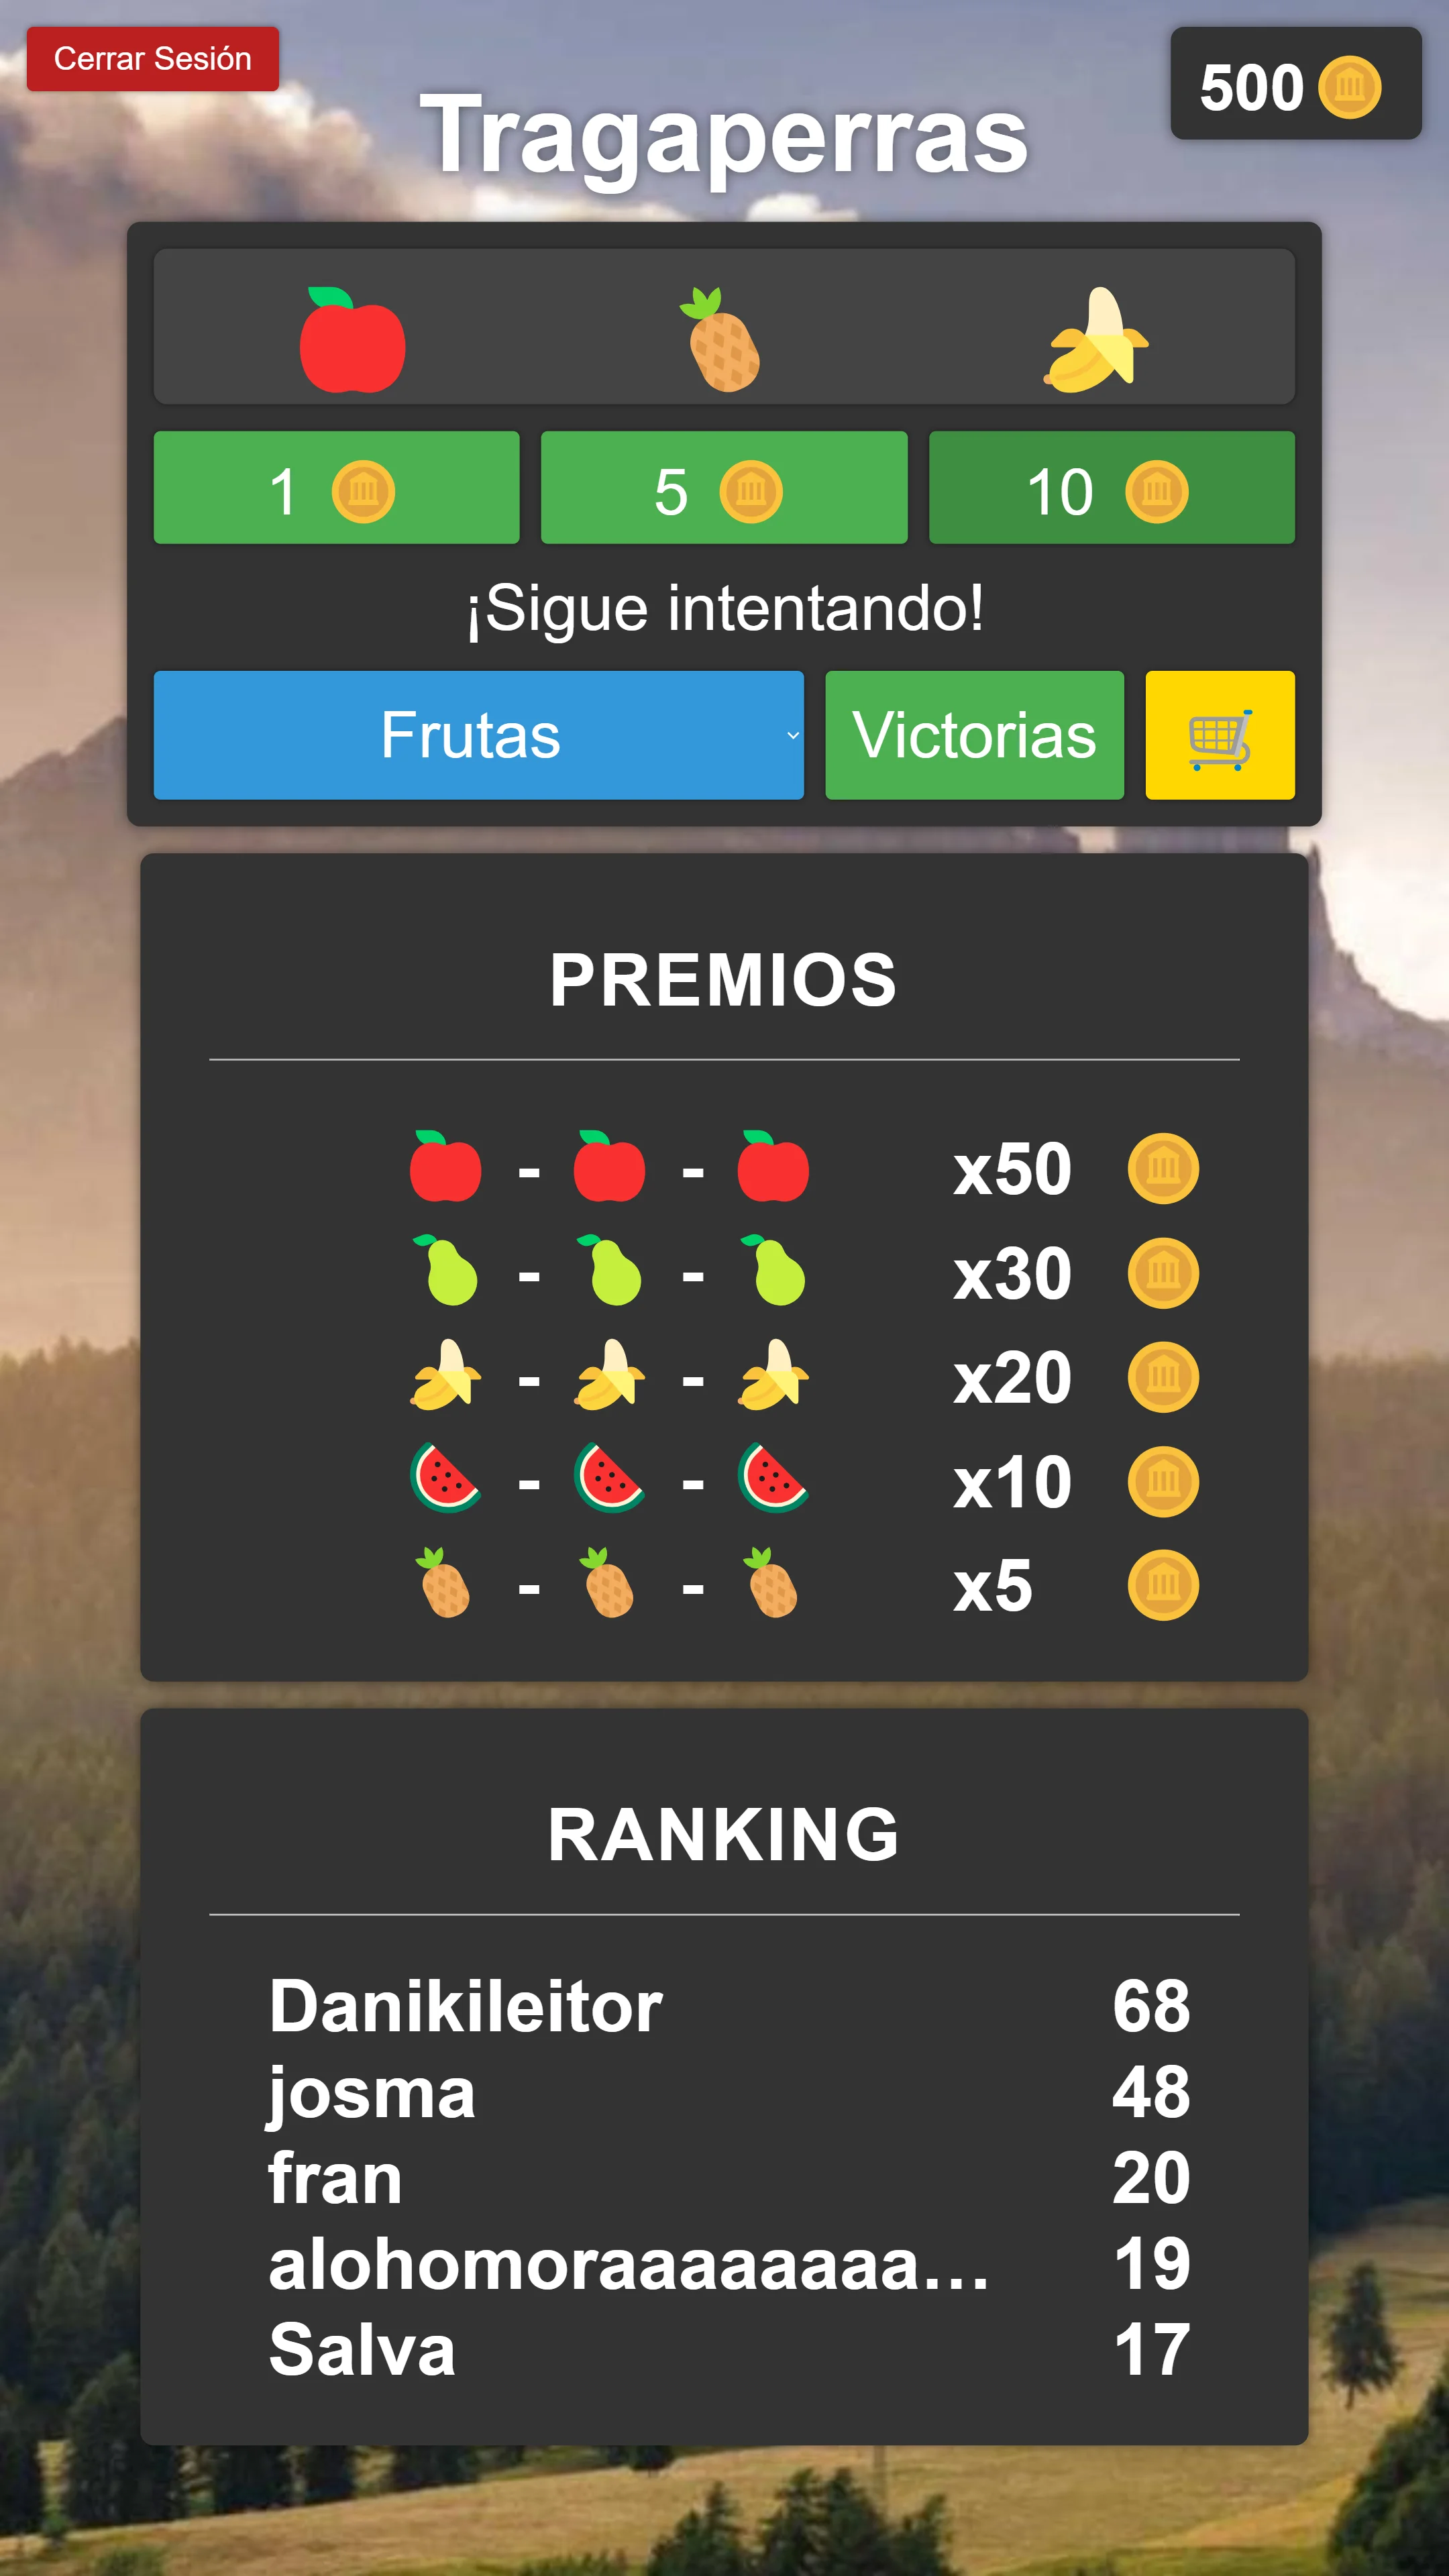 Cerrar Sesión
500
Tragaperras
1
5
10
¡Sigue intentando!
Frutas
Victorias
PREMIOS
- - x50
- - x30
- - x20
- - x10
- - x5
RANKING
Danikileitor 68
josma 48
fran 20
alohomoraaaaaaaa... 19
Salva 17